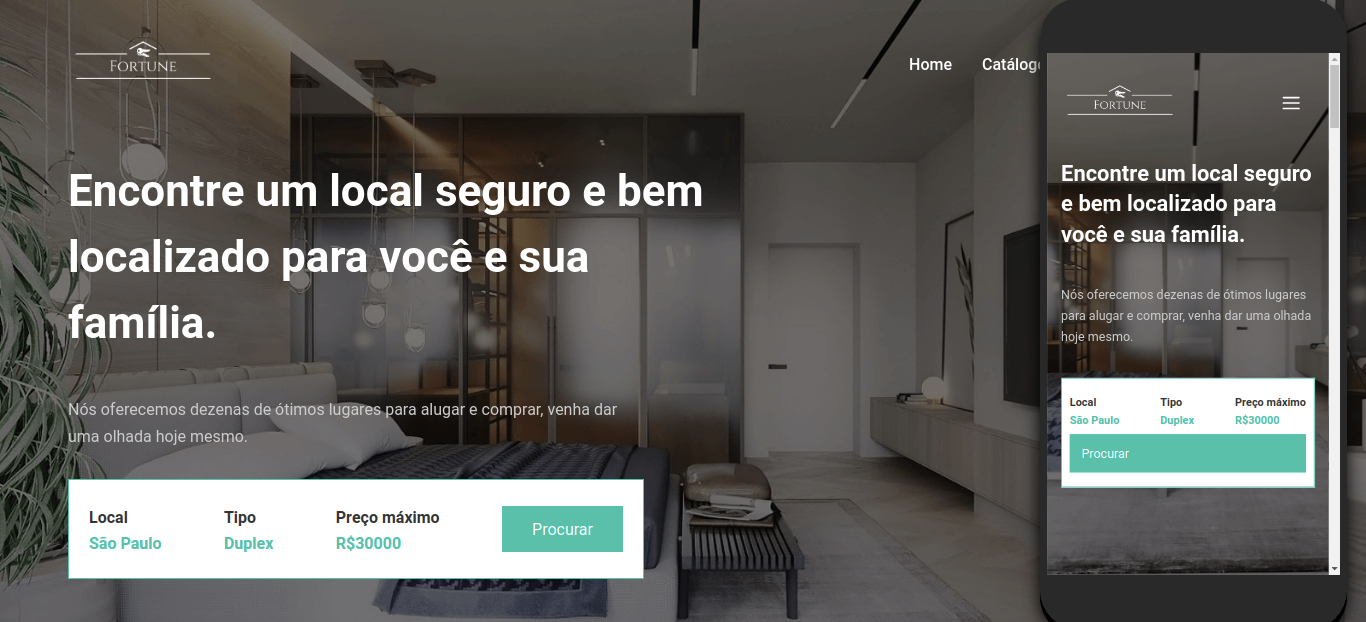 FORTUNE
Home Catálogo
Encontre um local seguro e bem
localizado para você e sua
família.
Nós oferecemos dezenas de ótimos lugares para alugar e comprar, venha dar
uma olhada hoje mesmo.
Local Tipo Preço máximo
São Paulo Duplex R$30000
Procurar
FORTUNE
Encontre um local seguro
e bem localizado para
você e sua família.
Nós oferecemos dezenas de ótimos lugares
para alugar e comprar, venha dar uma olhada
hoje mesmo.
Local Tipo Preço máximo
São Paulo Duplex R$30000
Procurar